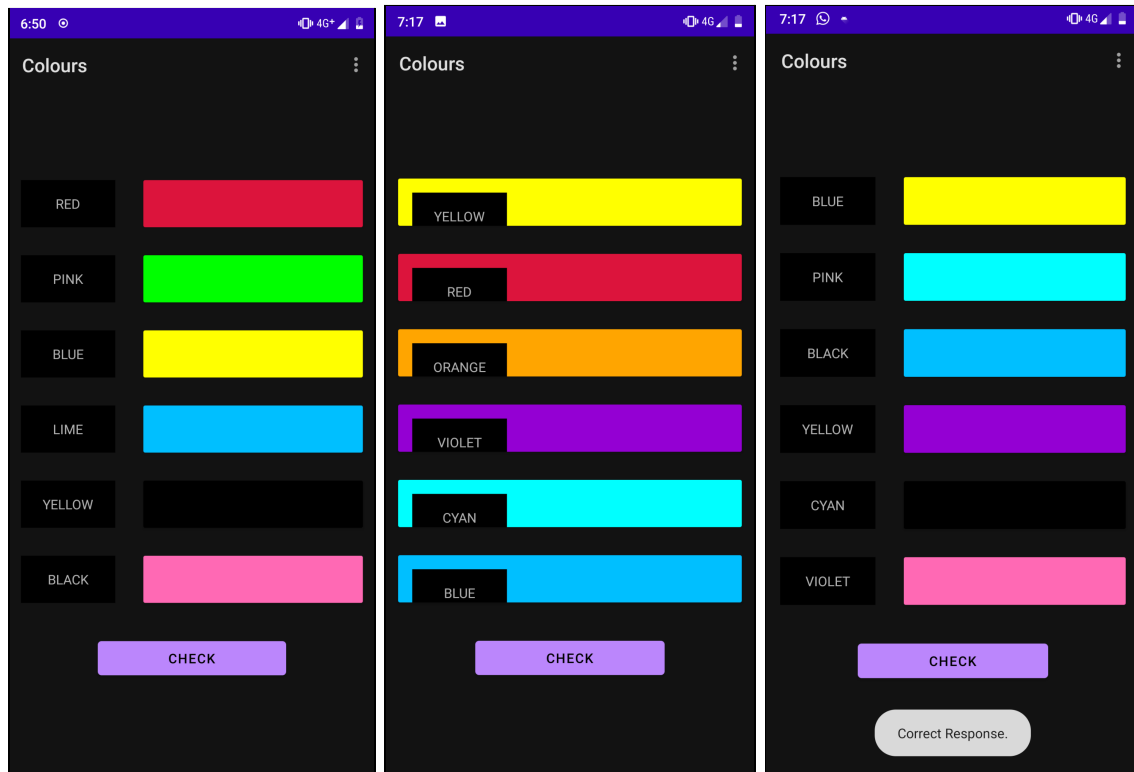 6:50 4G+
Colours
RED
PINK
BLUE
LIME
YELLOW
BLACK
CHECK
7:17 4G
Colours
YELLOW
RED
ORANGE
VIOLET
CYAN
BLUE
CHECK
7:17 4G
Colours
BLUE
PINK
BLACK
YELLOW
CYAN
VIOLET
CHECK
Correct Response.